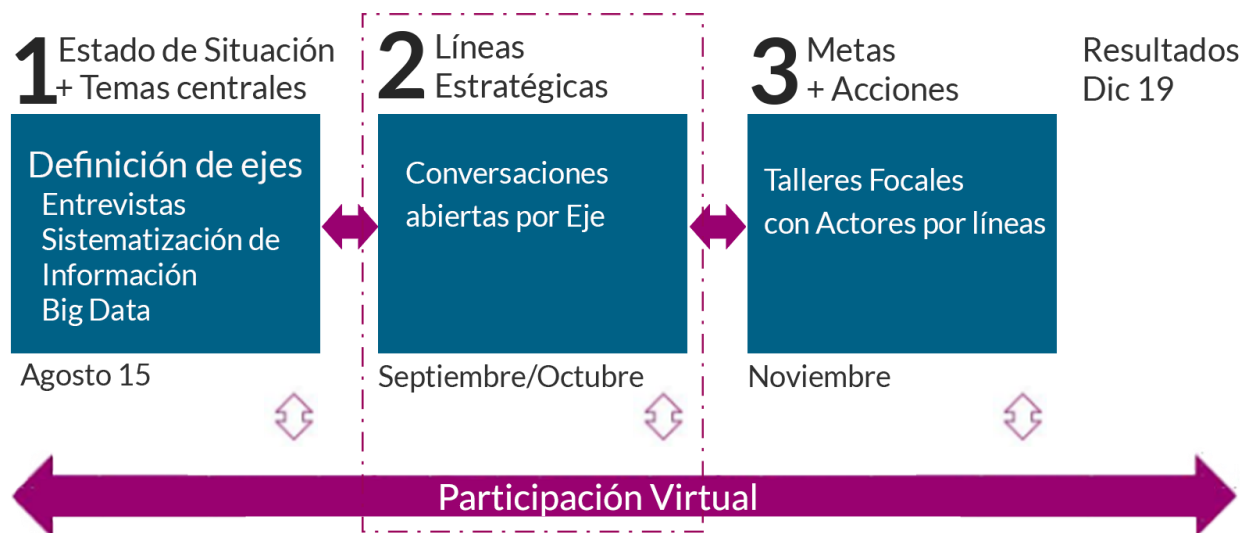 1 Estado de Situación
+ Temas centrales
Definición de ejes
Entrevistas
Sistematización de
Información
Big Data
Agosto 15
2 Líneas
Estratégicas
Conversaciones
abiertas por Eje
Septiembre/Octubre
3 Metas
+ Acciones
Talleres Focales
con Actores por líneas
Noviembre
Resultados
Dic 19
Participación Virtual